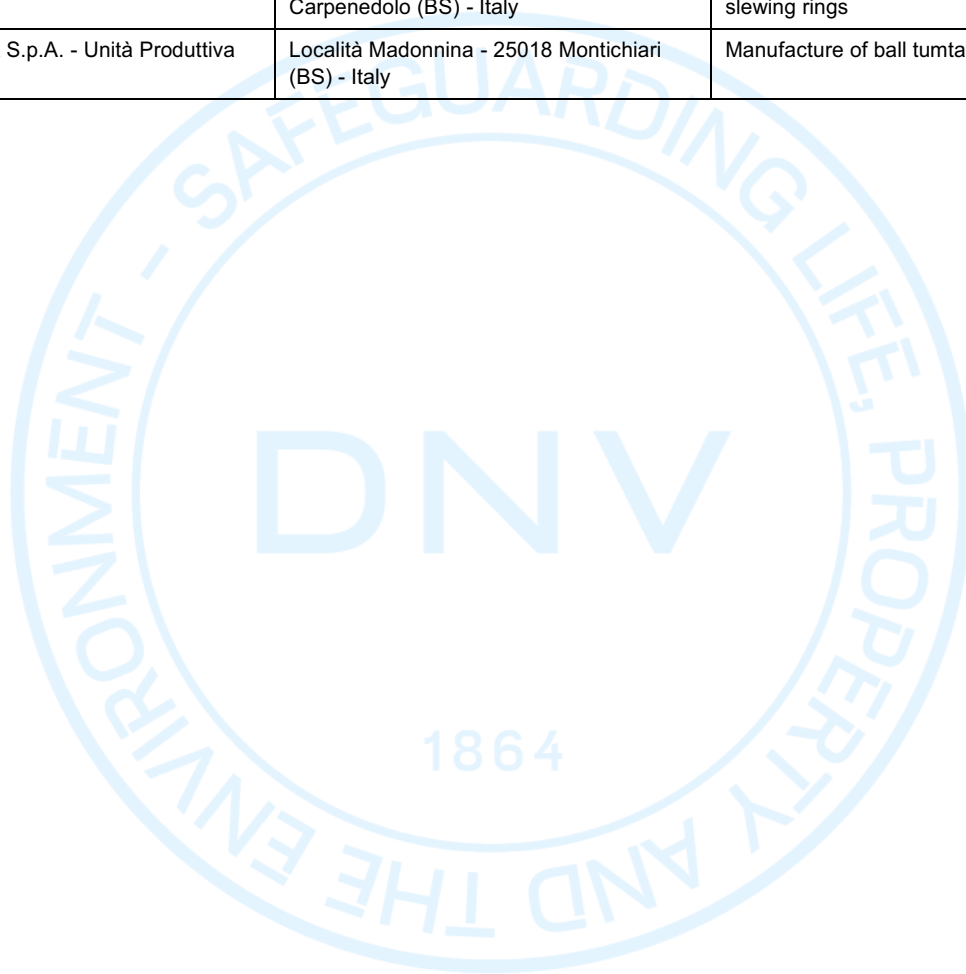 Carpenedolo (BS) - Italy
slewing rings
S.p.A. - Unità Produttiva
Località Madonnina - 25018 Montichiari
(BS) - Italy
Manufacture of ball tumta
SAFEGUARDING LIFE, PROPERTY AND THE ENVIRONMENT -
DNV
1864